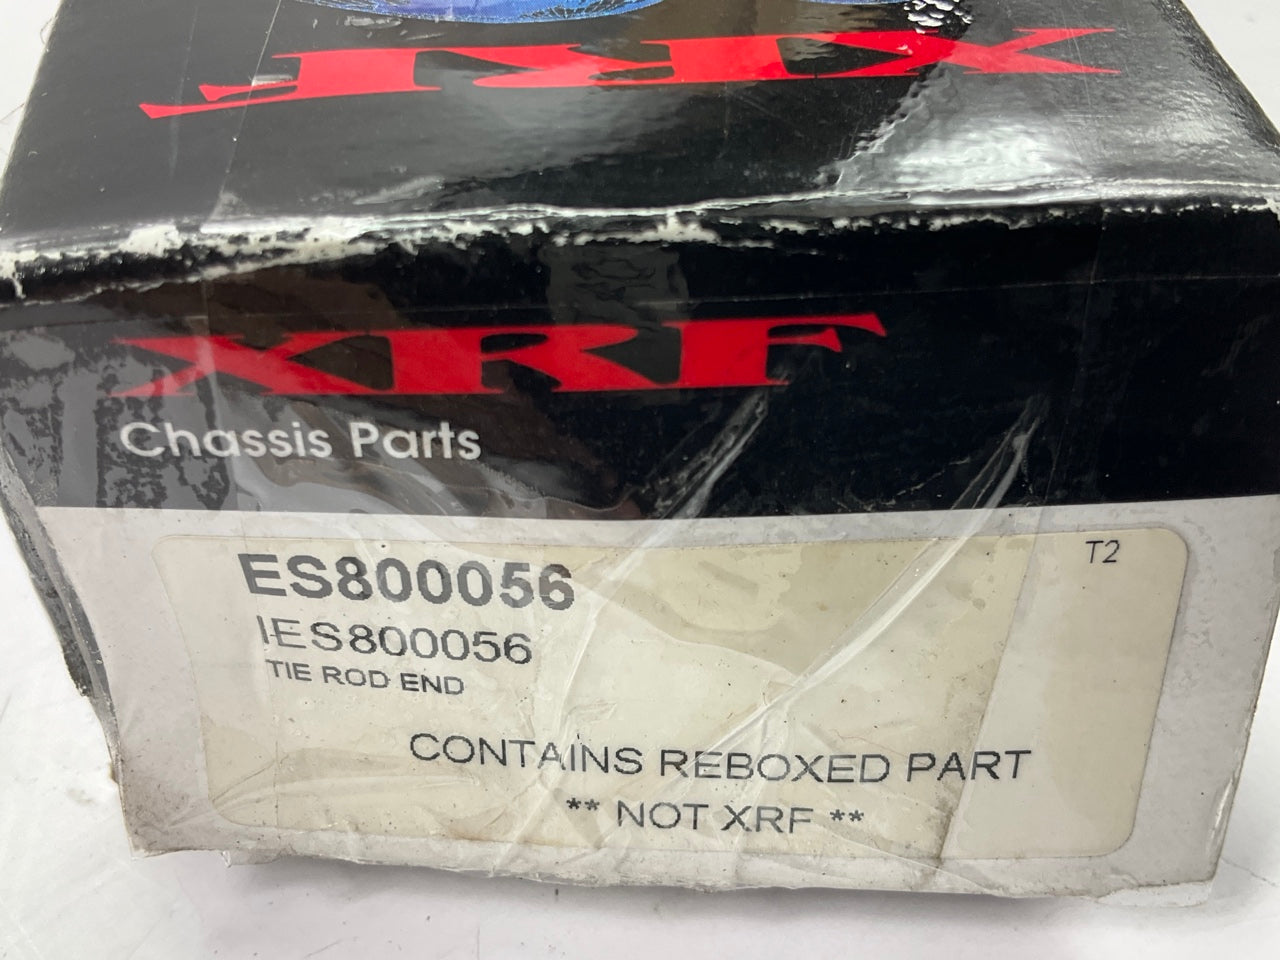 XRF
XRF
Chassis Parts
ES800056
T2
IES800056
TIE ROD END
CONTAINS REBOXED PART
** NOT XRF **